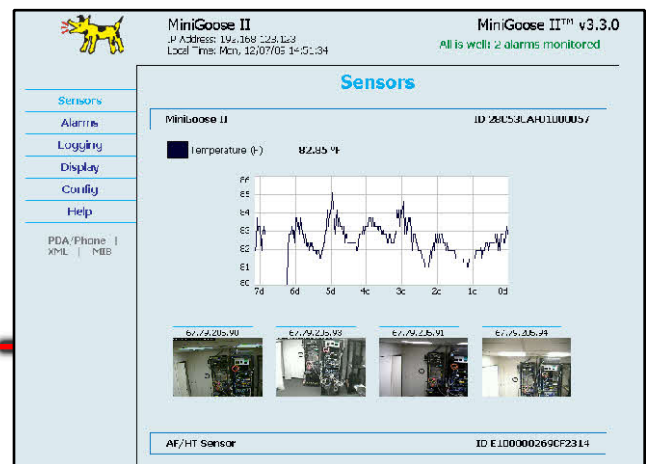 MiniGoose II
IP Address: 192.168.123.123
Local Time: Mon, 12/07/09 14:51:34
MiniGoose II™ v3.3.0
All is well: 2 alarms monitored
Sensors
Sensors
Alarms
Logging
Display
Config
Help
PDA/Phone |
XML | MIB
MiniGoose II
ID
Temperature (F) 82.85 °F
86
85
84
83
82
81
80
7d 6d 5d 4d 3d 2d 1d 0d
67.79.205.90 67.79.205.93 67.79.205.91 67.79.205.94
AF/HT Sensor
ID E100000269CF2314